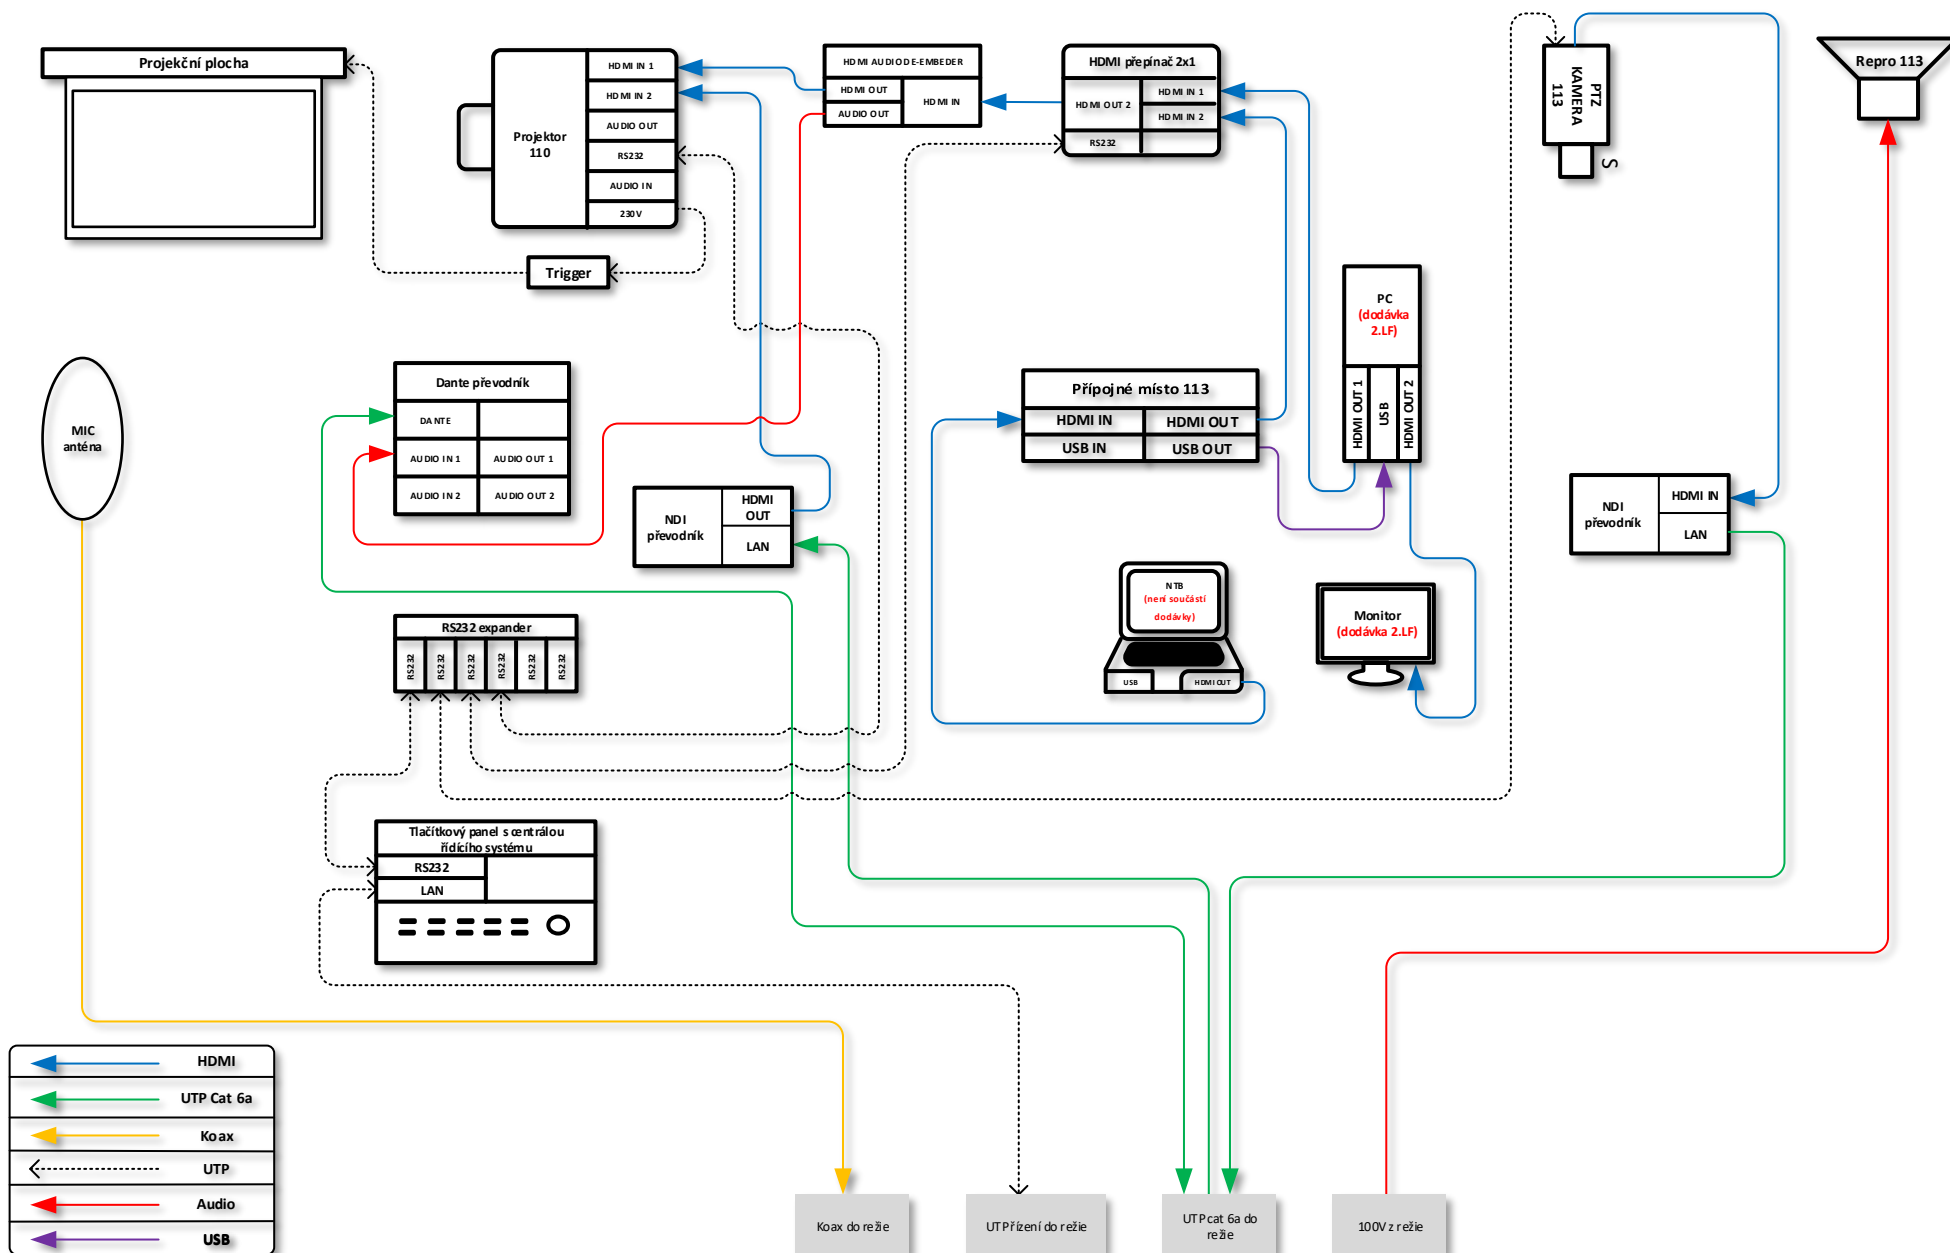 Projekční plocha
Projektor
110
HDMI IN 1
HDMI IN 2
AUDIO OUT
RS232
AUDIO IN
230V
Trigger
HDMI AUDIO DE-EMBEDER
HDMI OUT
AUDIO OUT
HDMI IN
HDMI přepínač 2x1
HDMI OUT 2
HDMI IN 1
HDMI IN 2
RS232
PTZ
KAMERA
113
S
Repro 113
MIC
anténa
Dante převodník
DANTE
AUDIO IN 1
AUDIO OUT 1
AUDIO IN 2
AUDIO OUT 2
NDI
převodník
HDMI
OUT
LAN
Přípojné místo 113
HDMI IN
HDMI OUT
USB IN
USB OUT
PC
(dodávka
2.LF)
HDMI OUT 1
USB
HDMI OUT 2
NDI
převodník
HDMI IN
LAN
NTB
(není součástí
dodávky)
USB
HDMI OUT
Monitor
(dodávka 2.LF)
RS232 expander
RS232
RS232
RS232
RS232
RS232
RS232
Tlačítkový panel s centrálou
řídícího systému
RS232
LAN
HDMI
UTP Cat 6a
Koax
UTP
Audio
USB
Koax do režie
UTP řízení do režie
UTP cat 6a do
režie
100V z režie